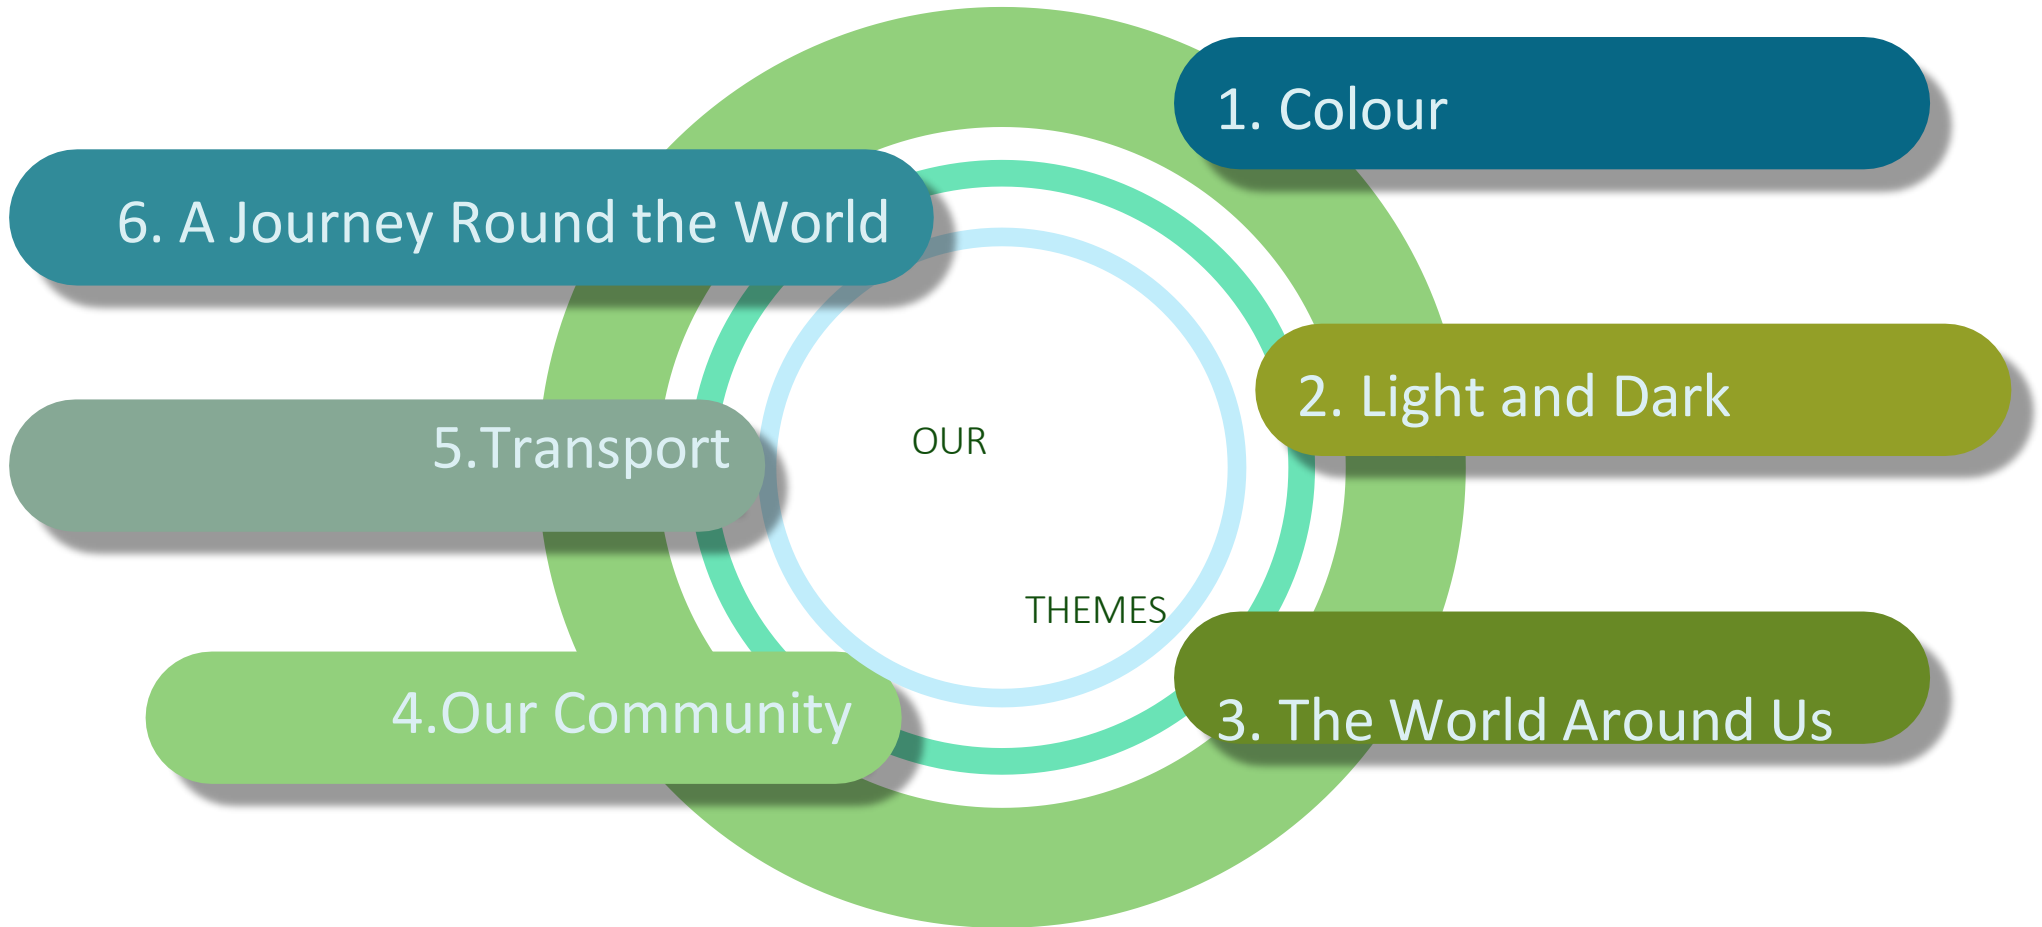 1. Colour
6. A Journey Round the World
2. Light and Dark
5.Transport
OUR
THEMES
4.Our Community
3. The World Around Us